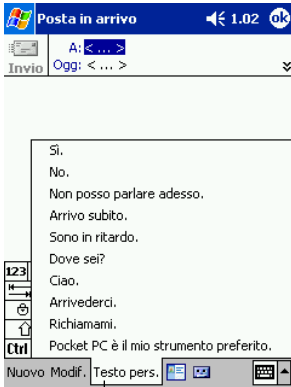 Posta in arrivo 1.02 ok
Invio A: < ... >
Ogg: < ... >
Sì.
No.
Non posso parlare adesso.
Arrivo subito.
Sono in ritardo.
Dove sei?
Ciao.
Arrivederci.
Richiamami.
Pocket PC è il mio strumento preferito.
123
Ctrl
Nuovo Modif. Testo pers.